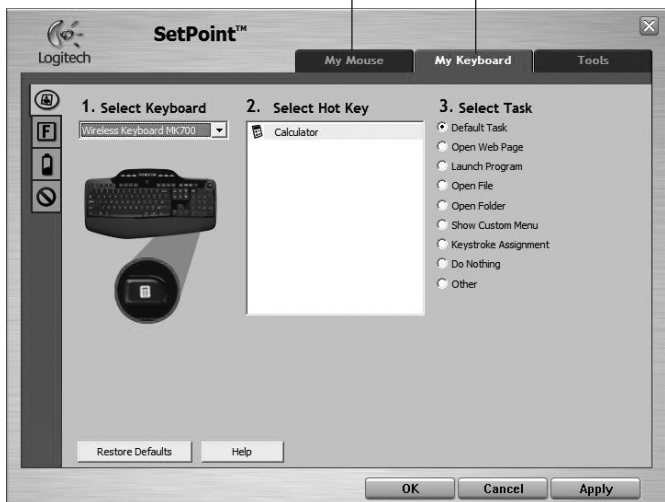 SetPoint™
Logitech
My Mouse
My Keyboard
Tools
1. Select Keyboard
Wireless Keyboard MK700
2. Select Hot Key
Calculator
3. Select Task
Default Task
Open Web Page
Launch Program
Open File
Open Folder
Show Custom Menu
Keystroke Assignment
Do Nothing
Other
F
Restore Defaults
Help
OK
Cancel
Apply